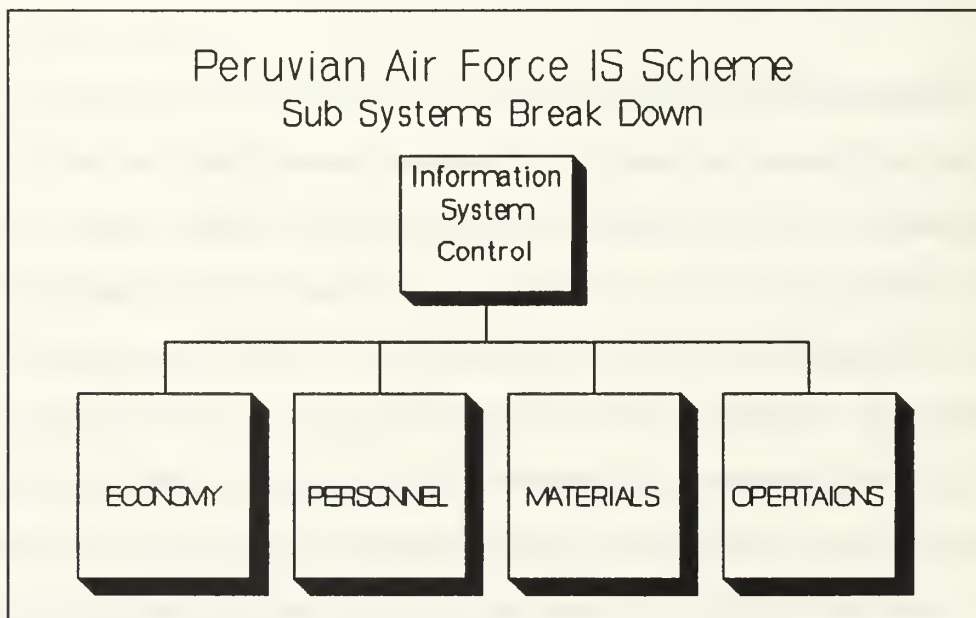 Peruvian Air Force IS Scheme
Sub Systems Break Down
Information
System
Control
ECONOMY
PERSONNEL
MATERIALS
OPERTAIONS